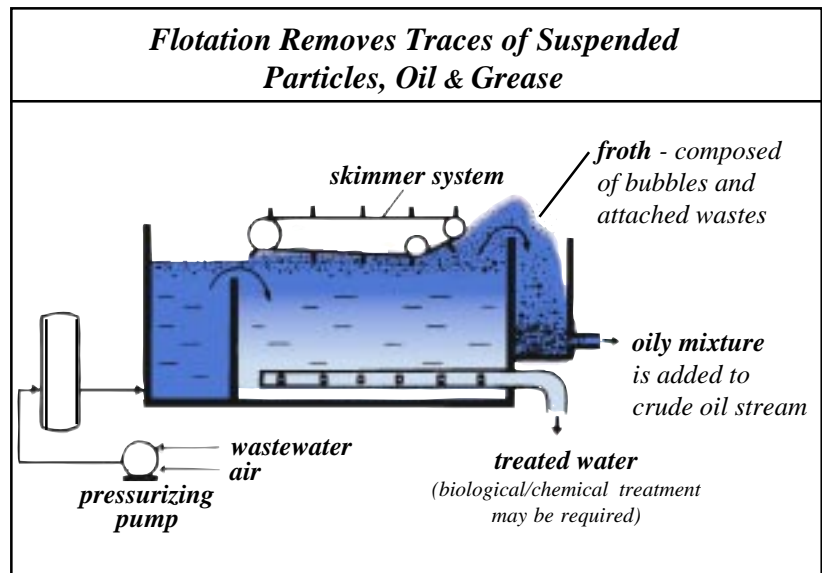 Flotation Removes Traces of Suspended
Particles, Oil & Grease
froth - composed
of bubbles and
attached wastes
skimmer system
oily mixture
is added to
crude oil stream
wastewater
air
pressurizing
pump
treated water
(biological/chemical treatment
may be required)